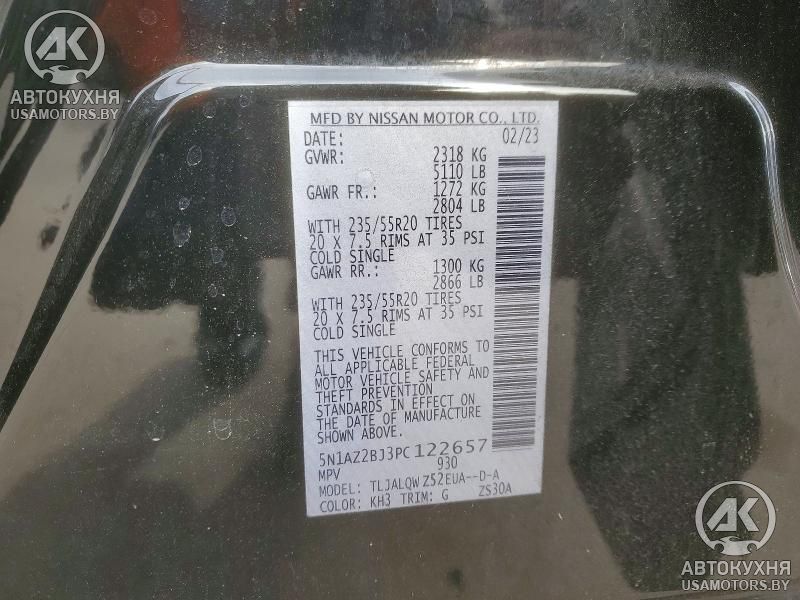 AK
АВТОКУХНЯ
USAMOTORS.BY
MFD BY NISSAN MOTOR CO., LTD.
DATE: 02/23
GVWR: 2318 KG
5110 LB
GAWR FR.: 1272 KG
2804 LB
WITH 235/55R20 TIRES
20 X 7.5 RIMS AT 35 PSI
COLD SINGLE
GAWR RR.: 1300 KG
2866 LB
WITH 235/55R20 TIRES
20 X 7.5 RIMS AT 35 PSI
COLD SINGLE
THIS VEHICLE CONFORMS TO
ALL APPLICABLE FEDERAL
MOTOR VEHICLE SAFETY AND
THEFT PREVENTION
STANDARDS IN EFFECT ON
THE DATE OF MANUFACTURE
SHOWN ABOVE.
5N1AZ2BJ3PC122657
MPV 930
MODEL: TLJALQWZ52EUA--D-A
COLOR: KH3 TRIM: G ZS30A
AK
АВТОКУХНЯ
USAMOTORS.BY